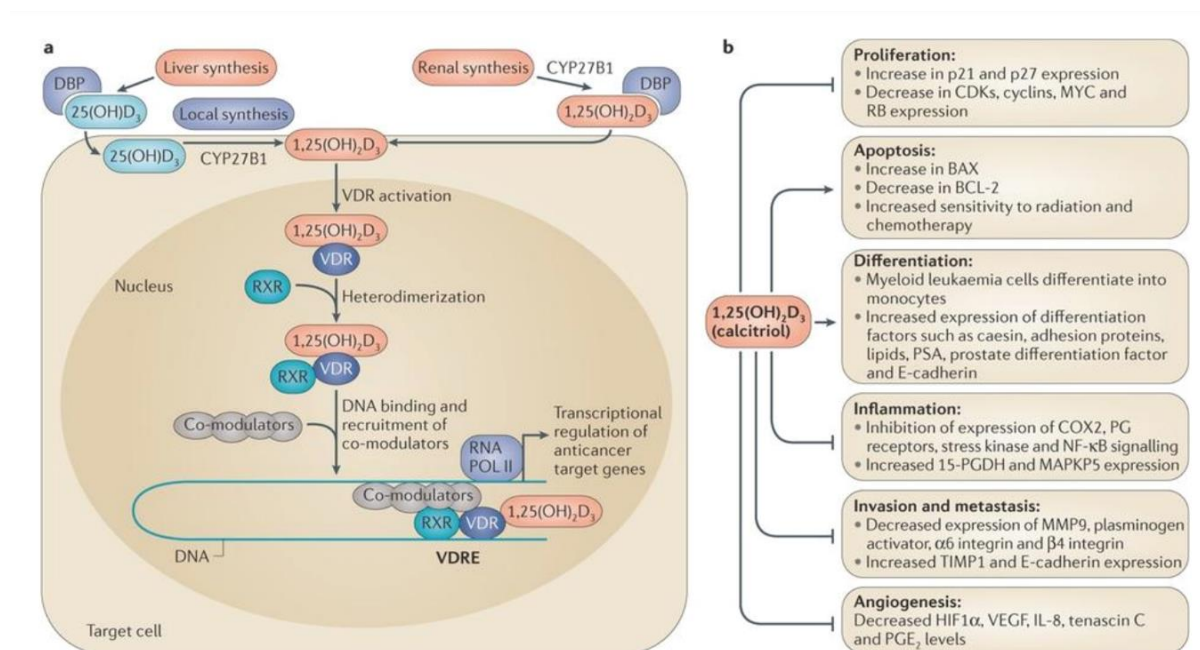 a
DBP
Liver synthesis
25(OH)D₃
Local synthesis
25(OH)D₃
CYP27B1
Renal synthesis
CYP27B1
DBP
1,25(OH)₂D₃
1,25(OH)₂D₃
VDR activation
1,25(OH)₂D₃
VDR
Nucleus
RXR
Heterodimerization
1,25(OH)₂D₃
RXR
VDR
Co-modulators
DNA binding and
recruitment of
co-modulators
RNA
POL II
Transcriptional
regulation of
anticancer
target genes
Co-modulators
RXR
VDR
1,25(OH)₂D₃
DNA
VDRE
Target cell
b
1,25(OH)₂D₃
(calcitriol)
Proliferation:
• Increase in p21 and p27 expression
• Decrease in CDKs, cyclins, MYC and
RB expression
Apoptosis:
• Increase in BAX
• Decrease in BCL-2
• Increased sensitivity to radiation and
chemotherapy
Differentiation:
• Myeloid leukaemia cells differentiate into
monocytes
• Increased expression of differentiation
factors such as caesin, adhesion proteins,
lipids, PSA, prostate differentiation factor
and E-cadherin
Inflammation:
• Inhibition of expression of COX2, PG
receptors, stress kinase and NF-κB signalling
• Increased 15-PGDH and MAPKP5 expression
Invasion and metastasis:
• Decreased expression of MMP9, plasminogen
activator, α6 integrin and β4 integrin
• Increased TIMP1 and E-cadherin expression
Angiogenesis:
Decreased HIF1α, VEGF, IL-8, tenascin C
and PGE₂ levels